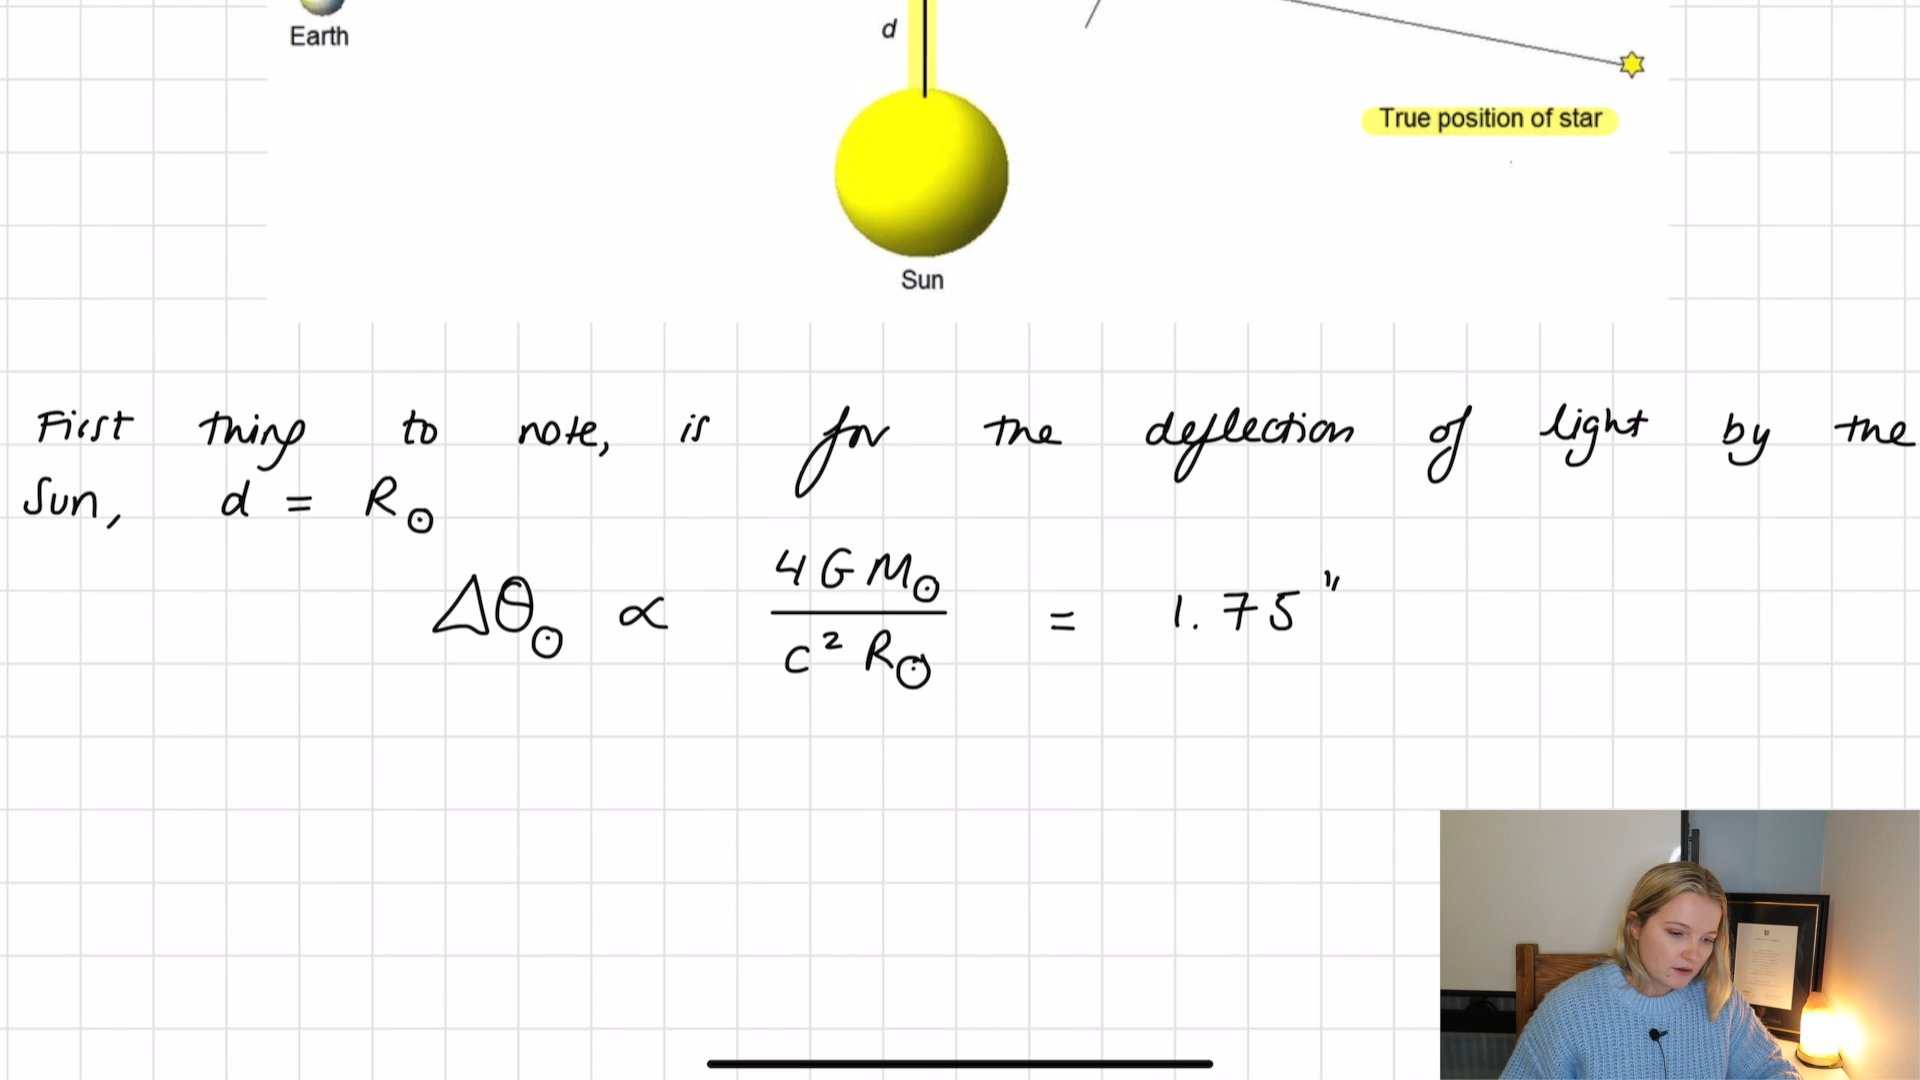 Earth
d
True position of star
Sun
First thing to note, is for the deflection of light by the
Sun, d = R⊙
Δθ⊙ ∝ 4GM⊙ / c² R⊙ = 1.75"